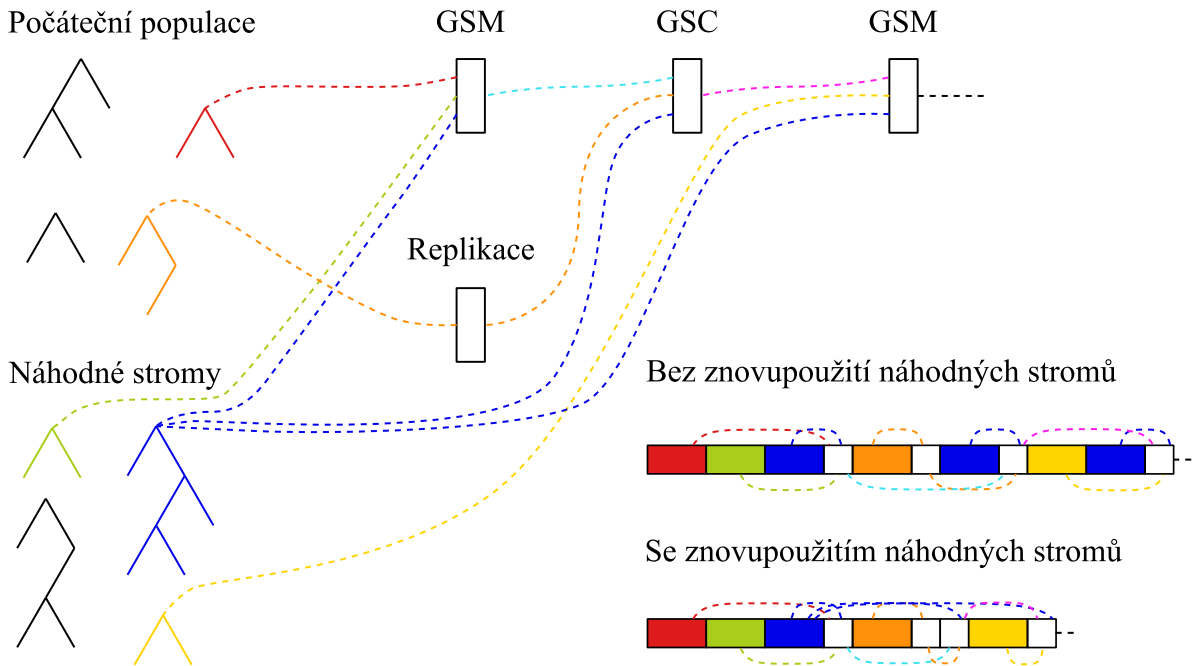 Počáteční populace
GSM
GSC
GSM
Replikace
Náhodné stromy
Bez znovupoužití náhodných stromů
Se znovupoužitím náhodných stromů